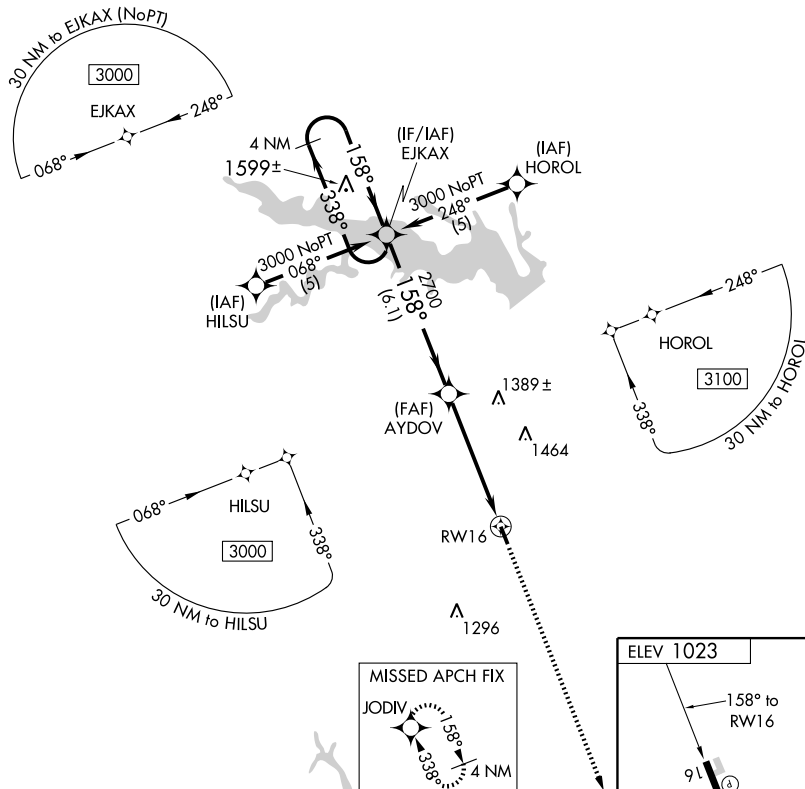 30 NM to EJKAX (NoPT)
3000
EJKAX
068°
248°
4 NM
1599±
158°
338°
(IF/IAF)
EJKAX
(IAF)
HOROL
3000 NoPT
248°
(5)
3000 NoPT
068°
(5)
(IAF)
HILSU
2700
158°
(6.1)
248°
HOROL
3100
338°
30 NM to HOROL
(FAF)
AYDOV
1389±
1464
068°
HILSU
3000
338°
30 NM to HILSU
RW16
1296
MISSED APCH FIX
JODIV
158°
338°
4 NM
ELEV 1023
158° to
RW16
16
P